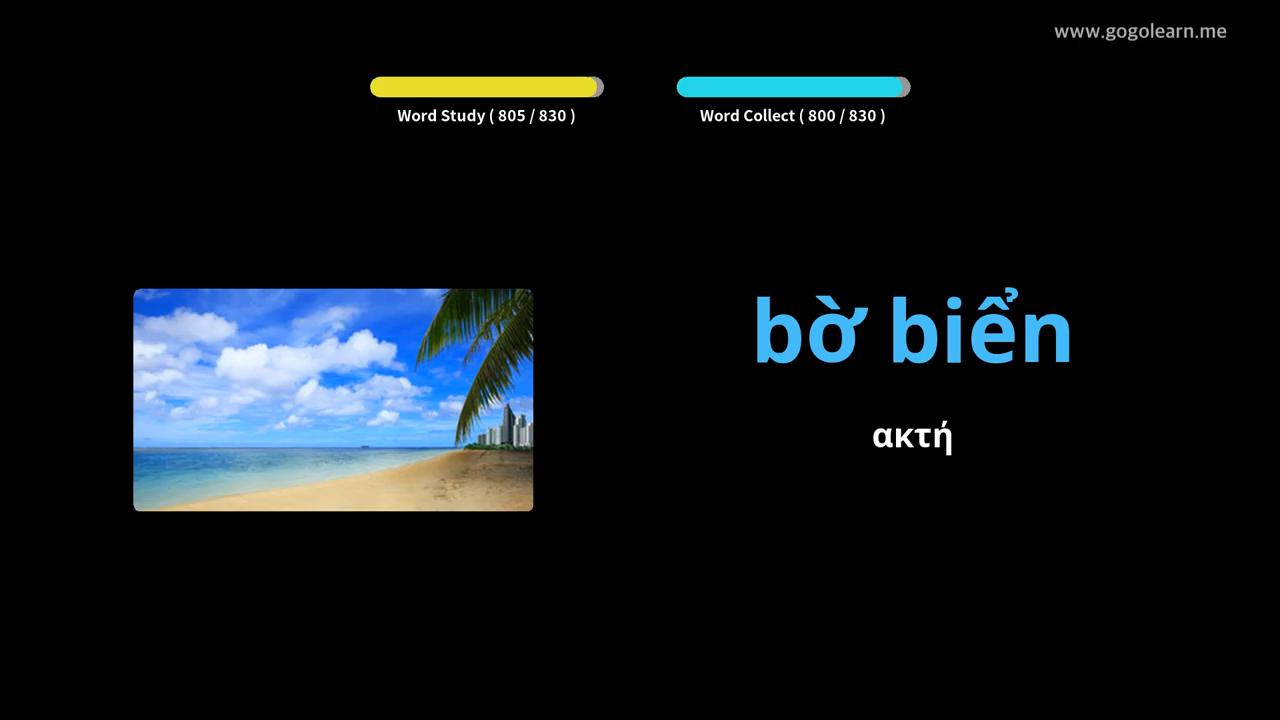 www.gogolearn.me
Word Study ( 805 / 830 )
Word Collect ( 800 / 830 )
bờ biển
ακτή